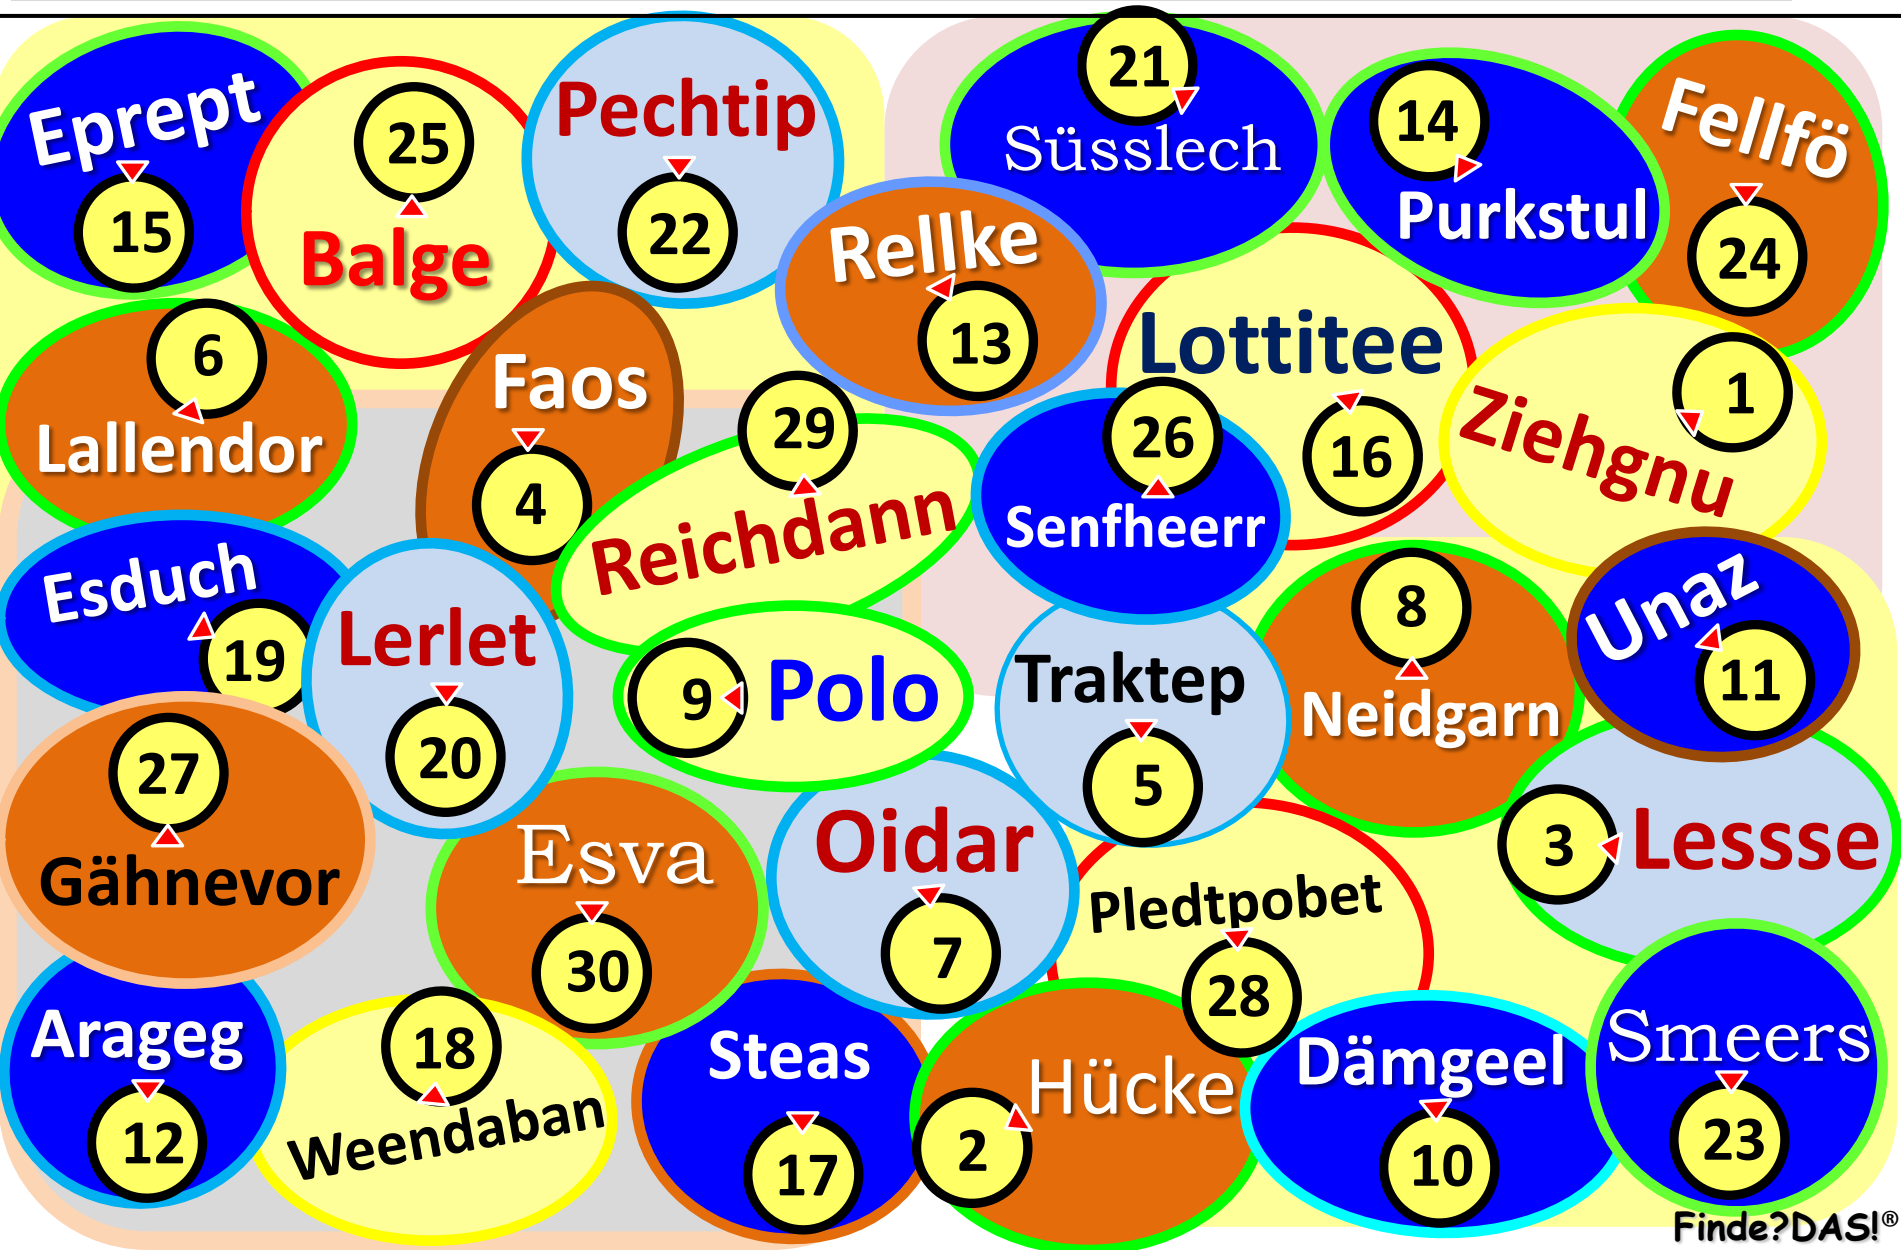 Eprept
15
25
Balge
Pechtip
22
21
Süsslech
14
Purkstul
Fellfö
24
Rellke
13
6
Lallendor
Faos
4
29
Reichdann
Lottitee
16
26
Senfheerr
1
Ziehgnu
Esduch
19
Lerlet
20
9
Polo
Traktep
5
8
Neidgarn
Unaz
11
27
Gähnevor
Esva
30
Oidar
7
Pledtpobet
28
3
Lessse
Arageg
12
18
Weendaban
Steas
17
Hücke
2
Dämgeel
10
Smeers
23
Finde?DAS!®